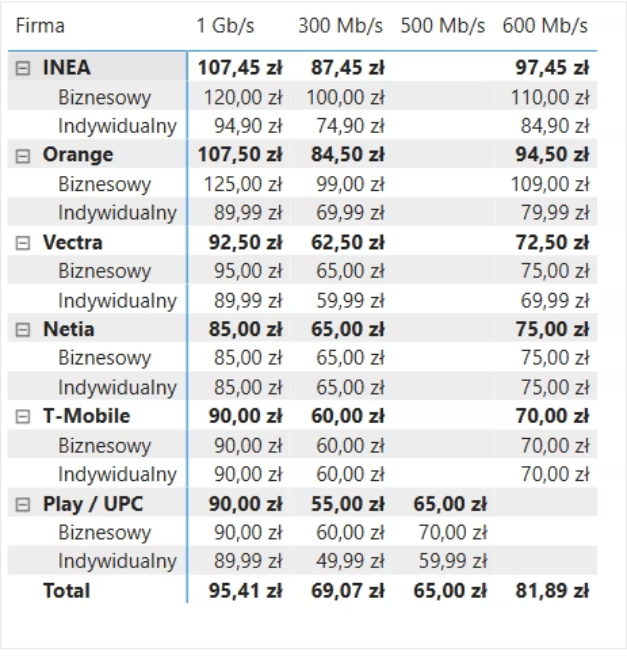 Firma 1 Gb/s 300 Mb/s 500 Mb/s 600 Mb/s
INEA 107,45 zł 87,45 zł 97,45 zł
Biznesowy 120,00 zł 100,00 zł 110,00 zł
Indywidualny 94,90 zł 74,90 zł 84,90 zł
Orange 107,50 zł 84,50 zł 94,50 zł
Biznesowy 125,00 zł 99,00 zł 109,00 zł
Indywidualny 89,99 zł 69,99 zł 79,99 zł
Vectra 92,50 zł 62,50 zł 72,50 zł
Biznesowy 95,00 zł 65,00 zł 75,00 zł
Indywidualny 89,99 zł 59,99 zł 69,99 zł
Netia 85,00 zł 65,00 zł 75,00 zł
Biznesowy 85,00 zł 65,00 zł 75,00 zł
Indywidualny 85,00 zł 65,00 zł 75,00 zł
T-Mobile 90,00 zł 60,00 zł 70,00 zł
Biznesowy 90,00 zł 60,00 zł 70,00 zł
Indywidualny 90,00 zł 60,00 zł 70,00 zł
Play / UPC 90,00 zł 55,00 zł 65,00 zł
Biznesowy 90,00 zł 60,00 zł 70,00 zł
Indywidualny 89,99 zł 49,99 zł 59,99 zł
Total 95,41 zł 69,07 zł 65,00 zł 81,89 zł